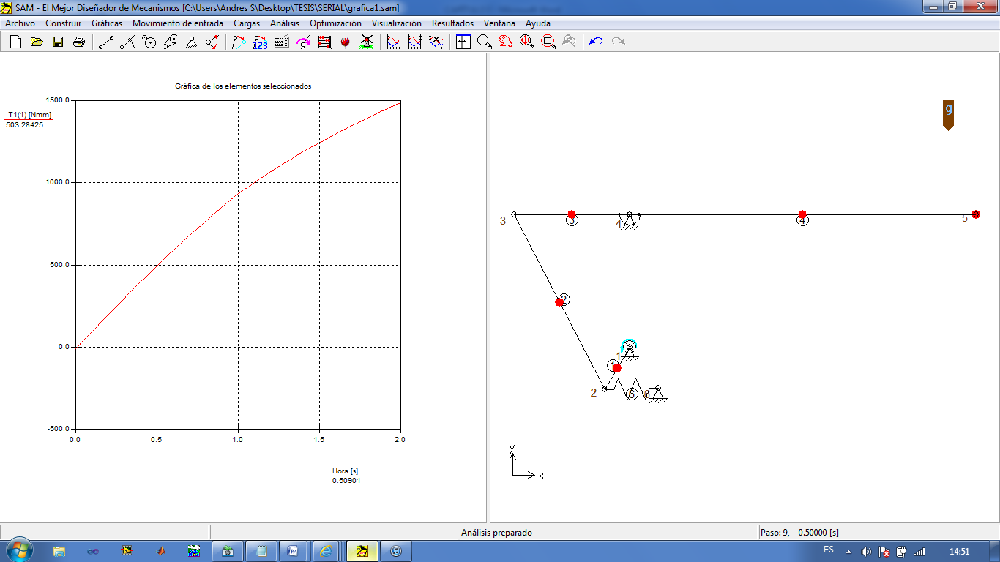 SAM - El Mejor Diseñador de Mecanismos [C:\Users\Andres S\Desktop\TESIS\SERIAL\grafica1.sam]
Archivo Construir Gráficas Movimiento de entrada Cargas Análisis Optimización Visualización Resultados Ventana Ayuda
123
Gráfica de los elementos seleccionados
1500.0
T1(1) [Nmm]
503.28425
1000.0
500.0
0.0
-500.0
0.0 0.5 1.0 1.5 2.0
Hora [s]
0.50901
g
3 3 4 4 5
2
1
1
2 6 6
y
x
Análisis preparado
Paso: 9, 0.50000 [s]
ES
14:51